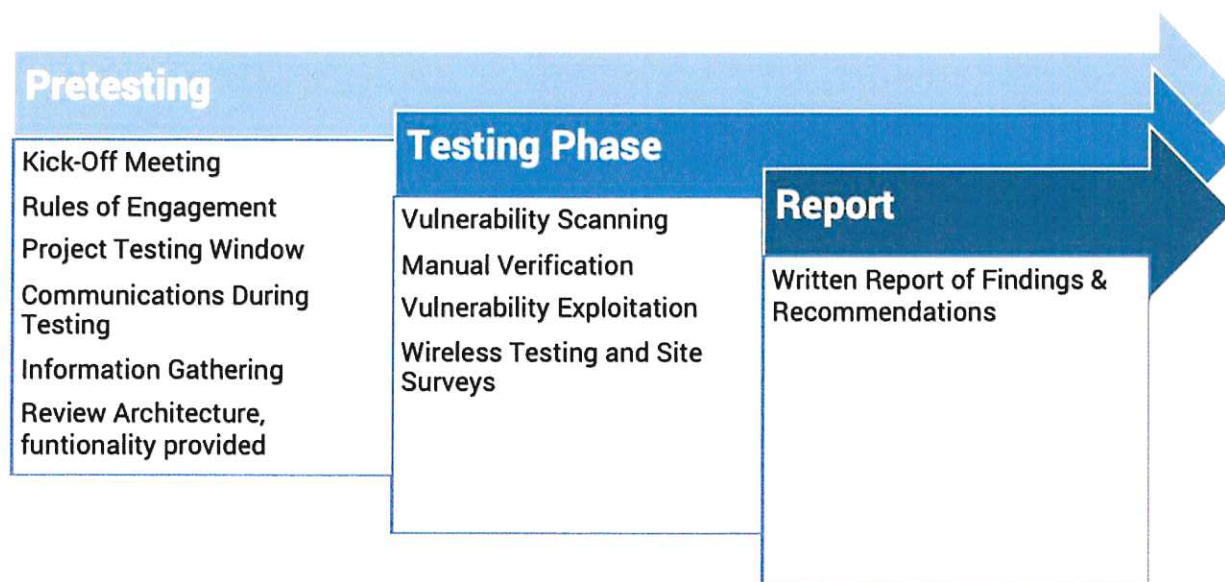 Pretesting
Kick-Off Meeting
Rules of Engagement
Project Testing Window
Communications During
Testing
Information Gathering
Review Architecture,
funtionality provided
Testing Phase
Vulnerability Scanning
Manual Verification
Vulnerability Exploitation
Wireless Testing and Site
Surveys
Report
Written Report of Findings &
Recommendations